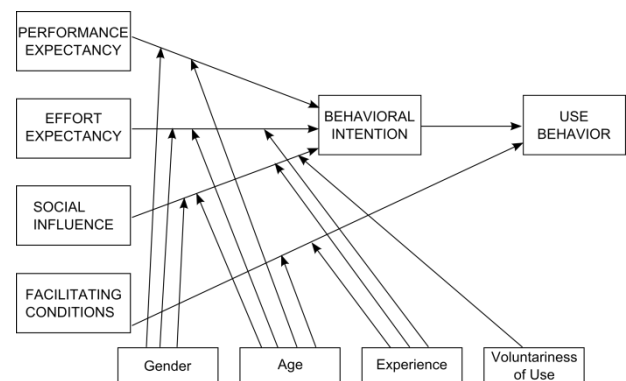 PERFORMANCE
EXPECTANCY
EFFORT
EXPECTANCY
BEHAVIORAL
INTENTION
USE
BEHAVIOR
SOCIAL
INFLUENCE
FACILITATING
CONDITIONS
Gender
Age
Experience
Voluntariness
of Use